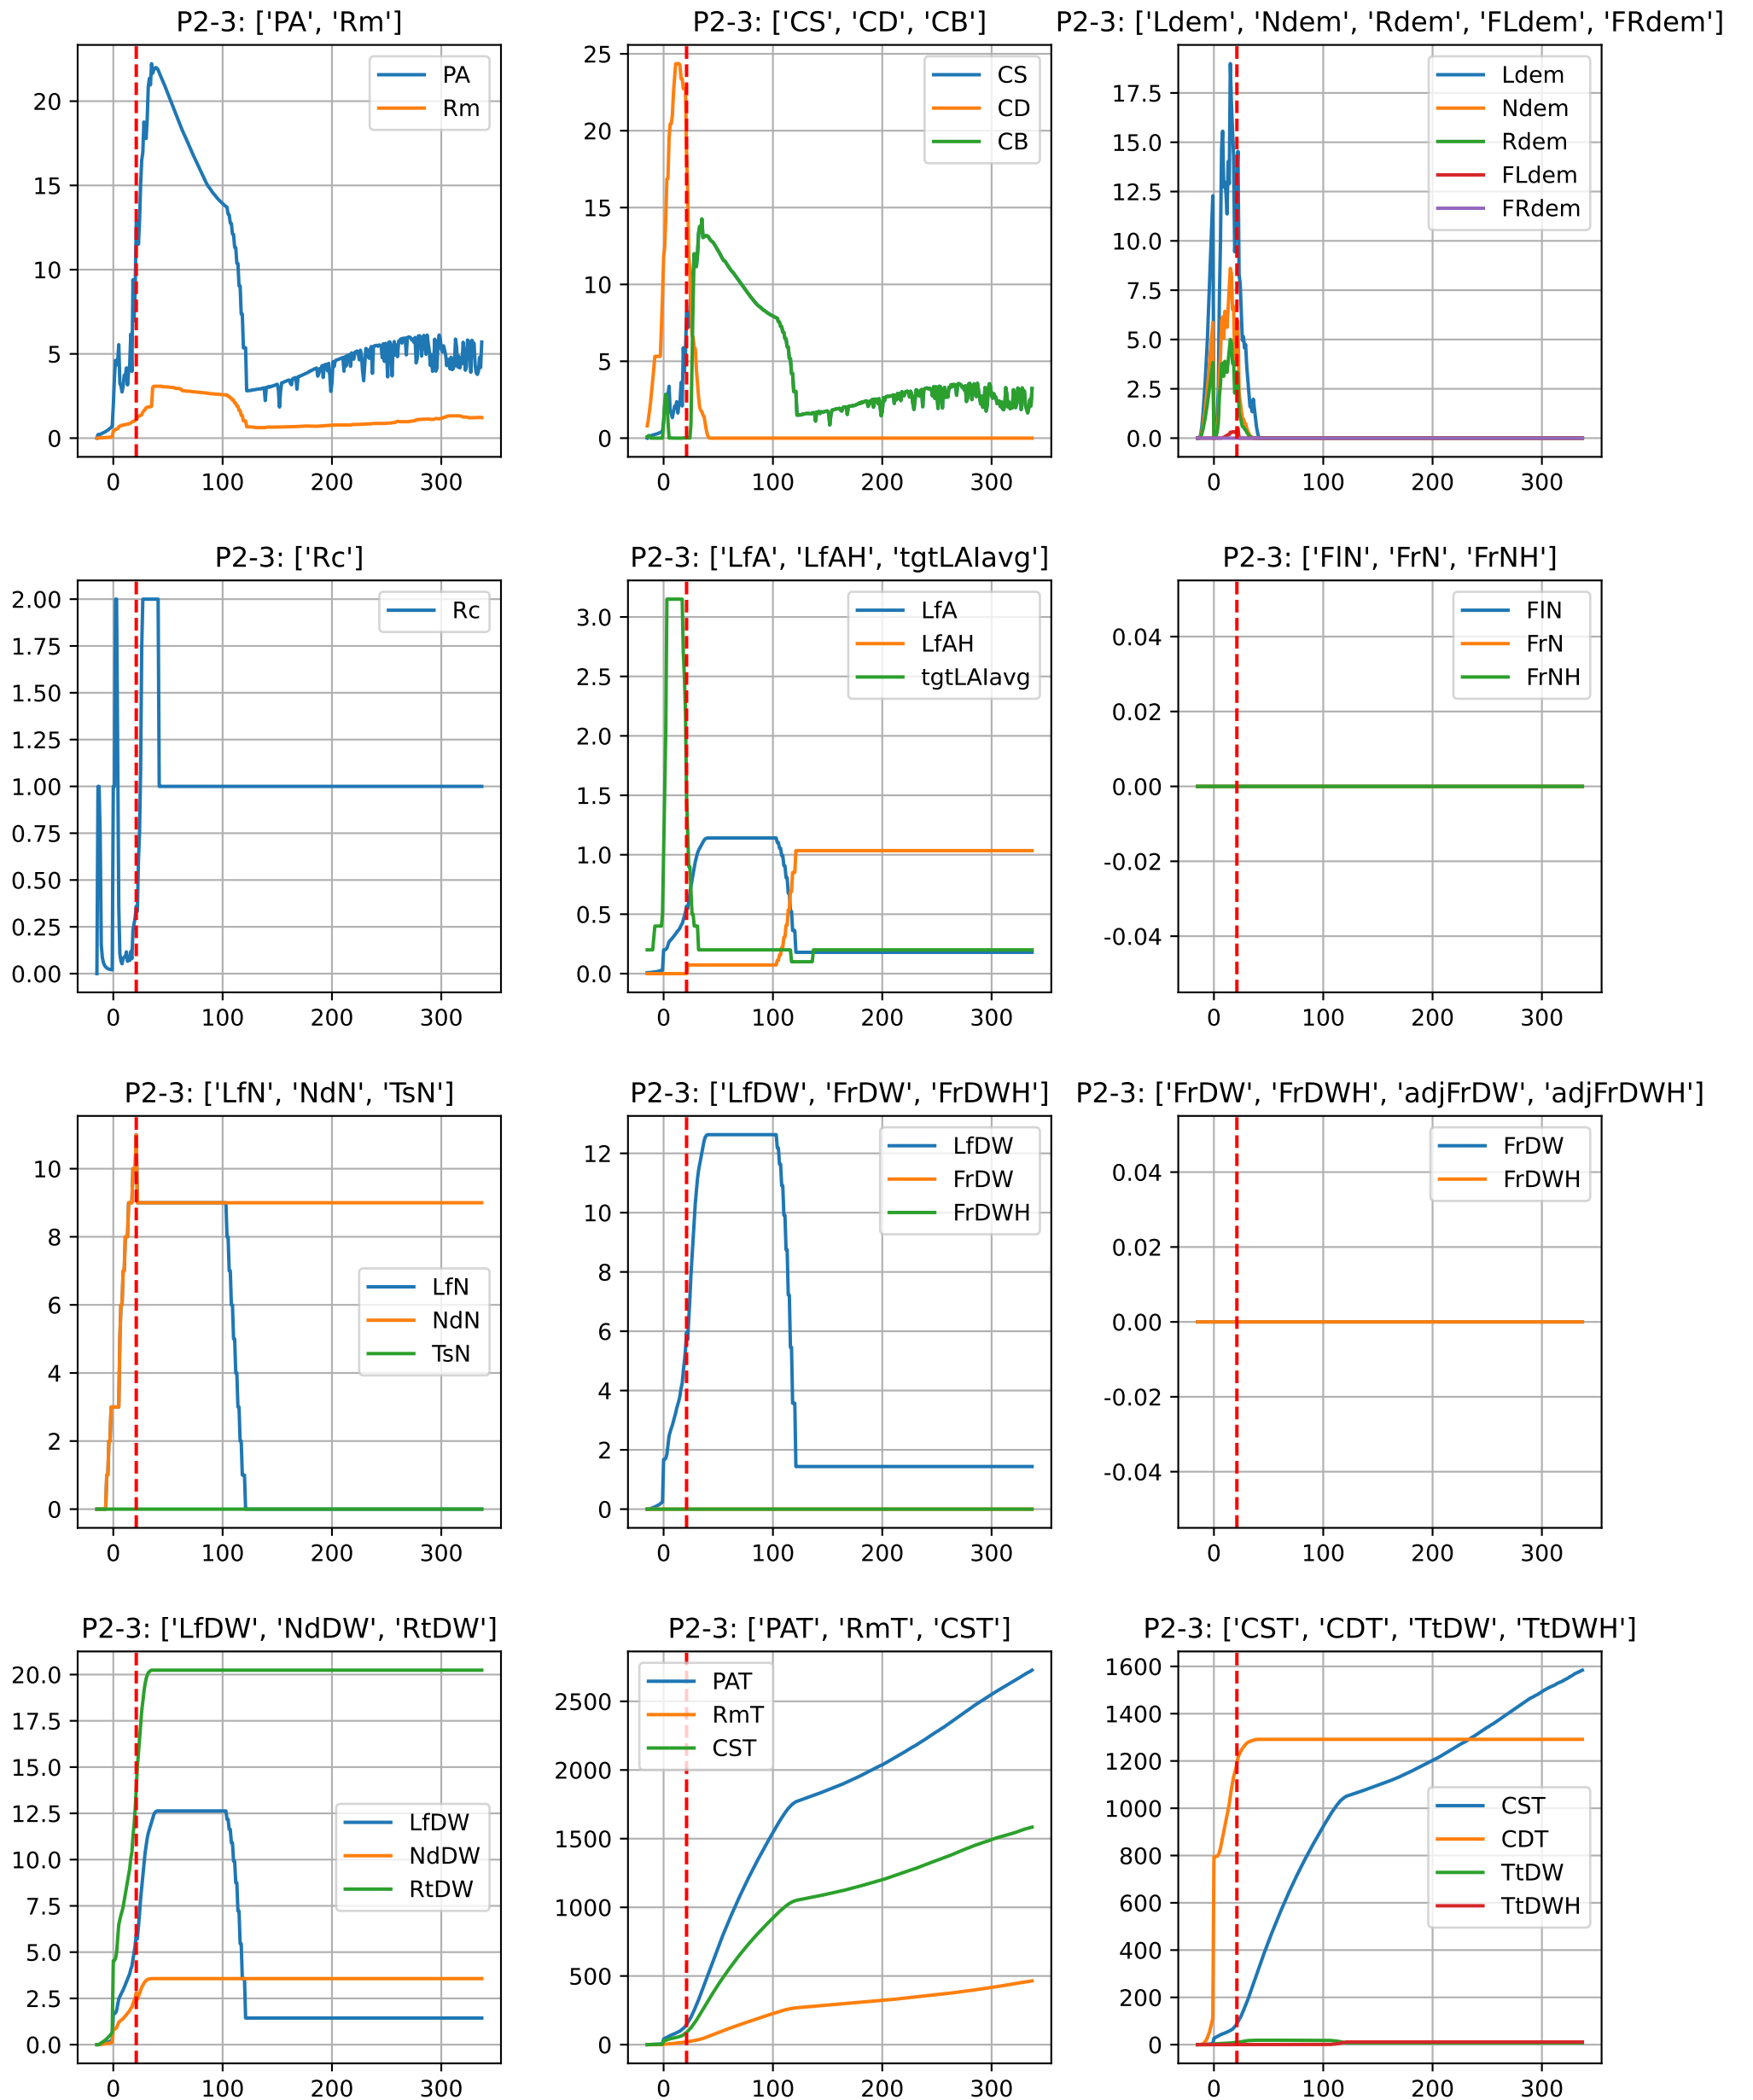 P2-3: ['PA', 'Rm']
PA
Rm
20
15
10
5
0
0 100 200 300
P2-3: ['CS', 'CD', 'CB']
CS
CD
CB
25
20
15
10
5
0
0 100 200 300
P2-3: ['Ldem', 'Ndem', 'Rdem', 'FLdem', 'FRdem']
Ldem
Ndem
Rdem
FLdem
FRdem
17.5
15.0
12.5
10.0
7.5
5.0
2.5
0.0
0 100 200 300
P2-3: ['Rc']
Rc
2.00
1.75
1.50
1.25
1.00
0.75
0.50
0.25
0.00
0 100 200 300
P2-3: ['LfA', 'LfAH', 'tgtLAIavg']
LfA
LfAH
tgtLAIavg
3.0
2.5
2.0
1.5
1.0
0.5
0.0
0 100 200 300
P2-3: ['FlN', 'FrN', 'FrNH']
FlN
FrN
FrNH
0.04
0.02
0.00
-0.02
-0.04
0 100 200 300
P2-3: ['LfN', 'NdN', 'TsN']
LfN
NdN
TsN
10
8
6
4
2
0
0 100 200 300
P2-3: ['LfDW', 'FrDW', 'FrDWH']
LfDW
FrDW
FrDWH
12
10
8
6
4
2
0
0 100 200 300
P2-3: ['FrDW', 'FrDWH', 'adjFrDW', 'adjFrDWH']
FrDW
FrDWH
0.04
0.02
0.00
-0.02
-0.04
0 100 200 300
P2-3: ['LfDW', 'NdDW', 'RtDW']
LfDW
NdDW
RtDW
20.0
17.5
15.0
12.5
10.0
7.5
5.0
2.5
0.0
0 100 200 300
P2-3: ['PAT', 'RmT', 'CST']
PAT
RmT
CST
2500
2000
1500
1000
500
0
0 100 200 300
P2-3: ['CST', 'CDT', 'TtDW', 'TtDWH']
CST
CDT
TtDW
TtDWH
1600
1400
1200
1000
800
600
400
200
0
0 100 200 300